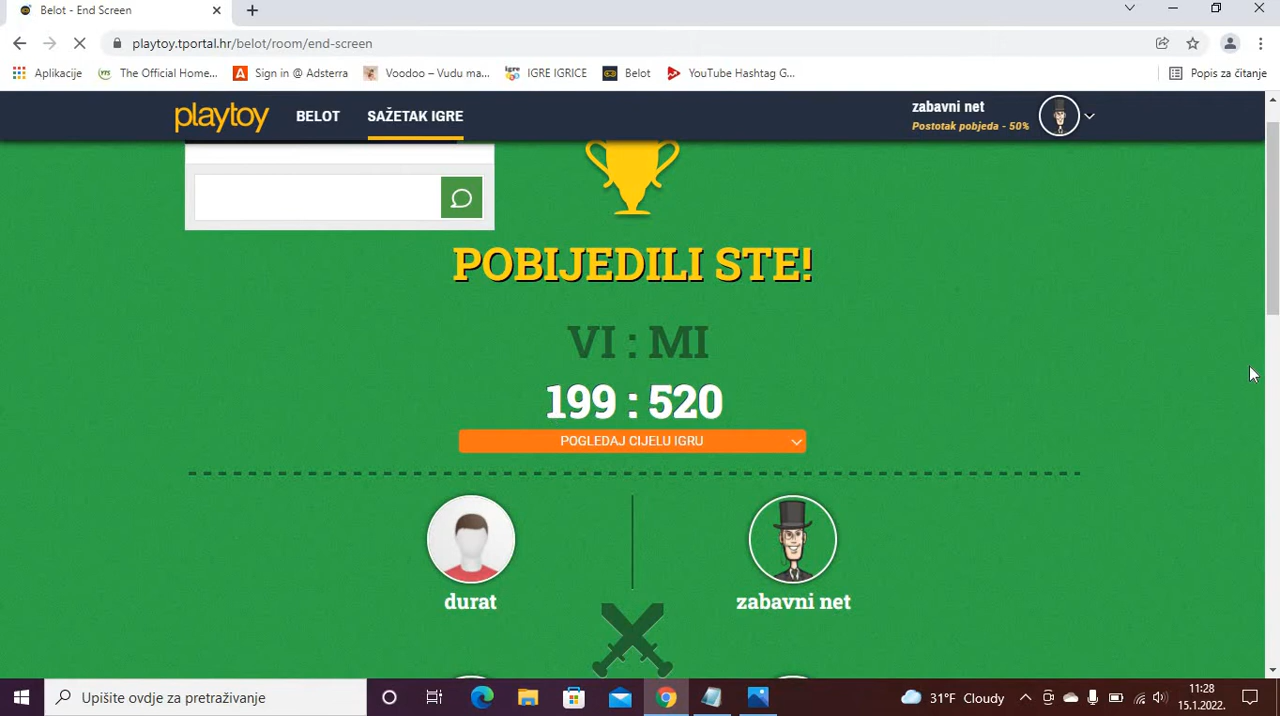 Belot - End Screen
playtoy.tportal.hr/belot/room/end-screen
Aplikacije
The Official Home...
Sign in @ Adsterra
Voodoo – Vudu ma...
IGRE IGRICE
Belot
YouTube Hashtag G...
Popis za čitanje
playtoy
BELOT
SAŽETAK IGRE
zabavni net
Postotak pobjeda - 50%
POBIJEDILI STE!
VI : MI
199 : 520
POGLEDAJ CIJELU IGRU
durat
zabavni net
Upišite ovdje za pretraživanje
31°F Cloudy
11:28
15.1.2022.